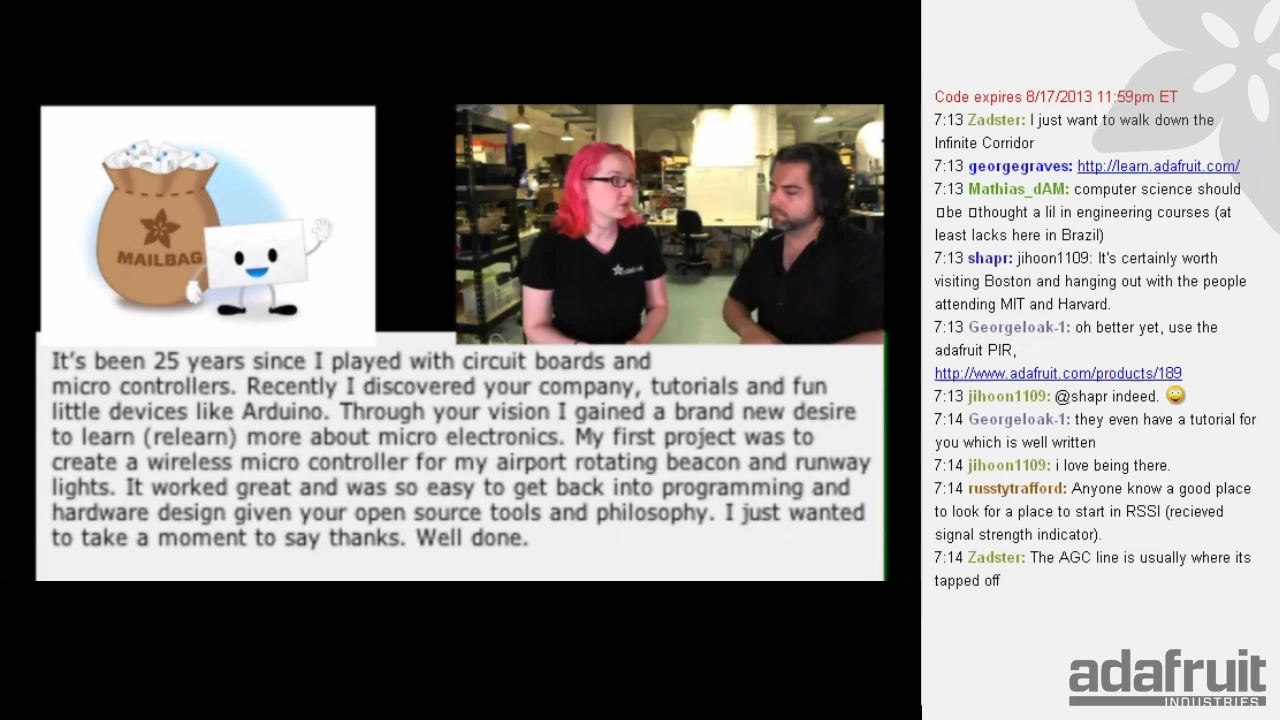 MAILBAG
It's been 25 years since I played with circuit boards and
micro controllers. Recently I discovered your company, tutorials and fun
little devices like Arduino. Through your vision I gained a brand new desire
to learn (relearn) more about micro electronics. My first project was to
create a wireless micro controller for my airport rotating beacon and runway
lights. It worked great and was so easy to get back into programming and
hardware design given your open source tools and philosophy. I just wanted
to take a moment to say thanks. Well done.
Code expires 8/17/2013 11:59pm ET
7:13 Zadster: I just want to walk down the
Infinite Corridor
7:13 georgegraves: http://learn.adafruit.com/
7:13 Mathias_dAM: computer science should
□be □thought a lil in engineering courses (at
least lacks here in Brazil)
7:13 shapr: jihoon1109: It's certainly worth
visiting Boston and hanging out with the people
attending MIT and Harvard.
7:13 Georgeloak-1: oh better yet, use the
adafruit PIR,
http://www.adafruit.com/products/189
7:13 jihoon1109: @shapr indeed.
7:14 Georgeloak-1: they even have a tutorial for
you which is well written
7:14 jihoon1109: i love being there.
7:14 russtytrafford: Anyone know a good place
to look for a place to start in RSSI (recieved
signal strength indicator).
7:14 Zadster: The AGC line is usually where its
tapped off
adafruit
INDUSTRIES